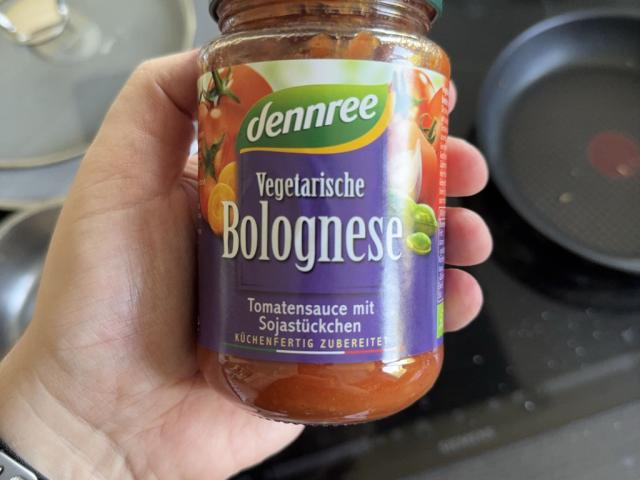 dennree
Vegetarische
Bolognese
Tomatensauce mit
Sojastückchen
KÜCHENFERTIG ZUBEREITET